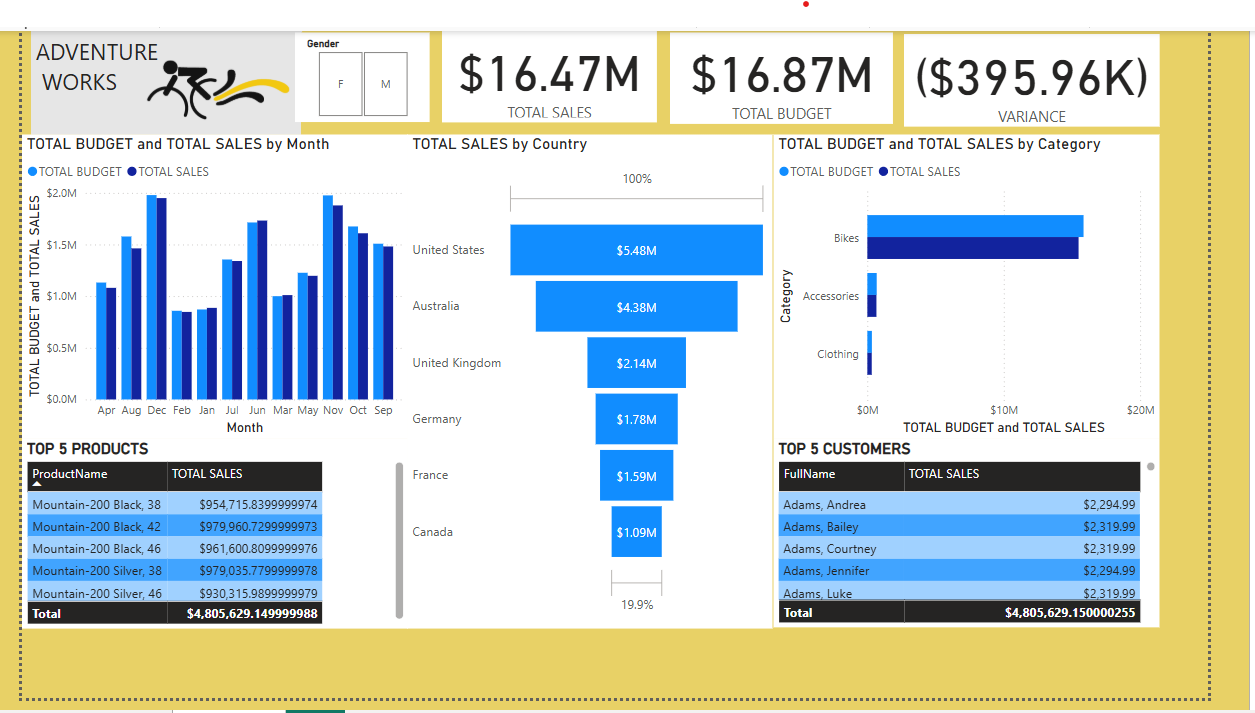 ADVENTURE
WORKS
Gender
F
M
$16.47M
TOTAL SALES
$16.87M
TOTAL BUDGET
($395.96K)
VARIANCE
TOTAL BUDGET and TOTAL SALES by Month
TOTAL BUDGET TOTAL SALES
TOTAL BUDGET and TOTAL SALES
$2.0M
$1.5M
$1.0M
$0.5M
$0.0M
Apr Aug Dec Feb Jan Jul Jun Mar May Nov Oct Sep
Month
TOTAL SALES by Country
100%
United States $5.48M
Australia $4.38M
United Kingdom $2.14M
Germany $1.78M
France $1.59M
Canada $1.09M
19.9%
TOTAL BUDGET and TOTAL SALES by Category
TOTAL BUDGET TOTAL SALES
Category
Bikes
Accessories
Clothing
$0M $10M $20M
TOTAL BUDGET and TOTAL SALES
TOP 5 PRODUCTS
ProductName TOTAL SALES
Mountain-200 Black, 38 $954,715.8399999974
Mountain-200 Black, 42 $979,960.7299999973
Mountain-200 Black, 46 $961,600.8099999976
Mountain-200 Silver, 38 $979,035.7799999978
Mountain-200 Silver, 46 $930,315.9899999979
Total $4,805,629.149999988
TOP 5 CUSTOMERS
FullName TOTAL SALES
Adams, Andrea $2,294.99
Adams, Bailey $2,319.99
Adams, Courtney $2,319.99
Adams, Jennifer $2,294.99
Adams, Luke $2,319.99
Total $4,805,629.150000255